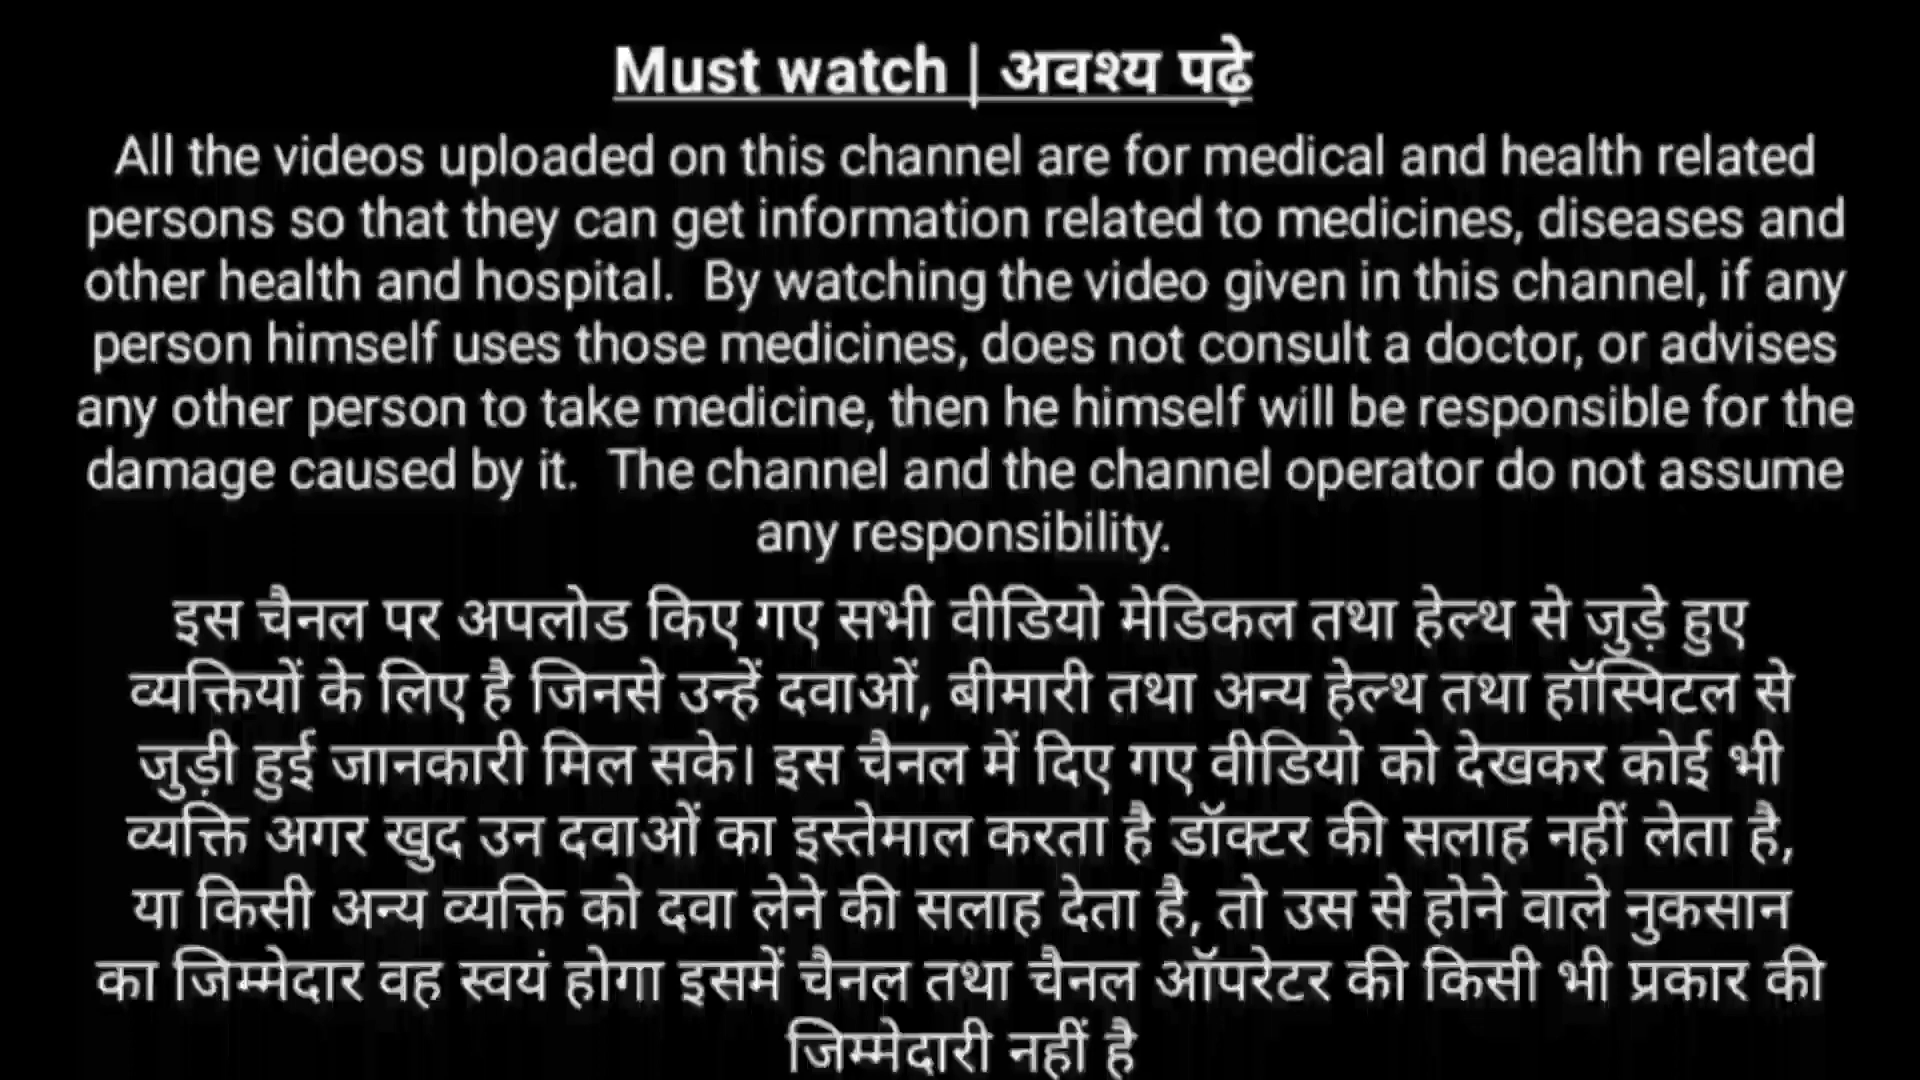 Must watch | अवश्य पढ़े
All the videos uploaded on this channel are for medical and health related
persons so that they can get information related to medicines, diseases and
other health and hospital.  By watching the video given in this channel, if any
person himself uses those medicines, does not consult a doctor, or advises
any other person to take medicine, then he himself will be responsible for the
damage caused by it.  The channel and the channel operator do not assume
any responsibility.
इस चैनल पर अपलोड किए गए सभी वीडियो मेडिकल तथा हेल्थ से जुड़े हुए
व्यक्तियों के लिए है जिनसे उन्हें दवाओं, बीमारी तथा अन्य हेल्थ तथा हॉस्पिटल से
जुड़ी हुई जानकारी मिल सके। इस चैनल में दिए गए वीडियो को देखकर कोई भी
व्यक्ति अगर खुद उन दवाओं का इस्तेमाल करता है डॉक्टर की सलाह नहीं लेता है,
या किसी अन्य व्यक्ति को दवा लेने की सलाह देता है, तो उस से होने वाले नुकसान
का जिम्मेदार वह स्वयं होगा इसमें चैनल तथा चैनल ऑपरेटर की किसी भी प्रकार की
जिम्मेदारी नहीं है